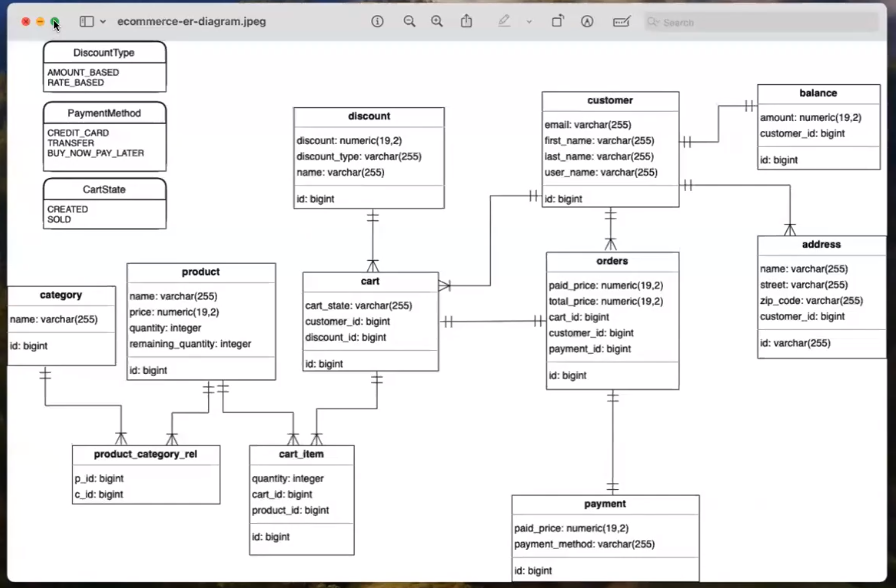 ecommerce-er-diagram.jpeg
Search
DiscountType
AMOUNT_BASED
RATE_BASED
PaymentMethod
CREDIT_CARD
TRANSFER
BUY_NOW_PAY_LATER
CartState
CREATED
SOLD
discount
discount: numeric(19,2)
discount_type: varchar(255)
name: varchar(255)
id: bigint
customer
email: varchar(255)
first_name: varchar(255)
last_name: varchar(255)
user_name: varchar(255)
id: bigint
balance
amount: numeric(19,2)
customer_id: bigint
id: bigint
category
name: varchar(255)
id: bigint
product
name: varchar(255)
price: numeric(19,2)
quantity: integer
remaining_quantity: integer
id: bigint
cart
cart_state: varchar(255)
customer_id: bigint
discount_id: bigint
id: bigint
orders
paid_price: numeric(19,2)
total_price: numeric(19,2)
cart_id: bigint
customer_id: bigint
payment_id: bigint
id: bigint
address
name: varchar(255)
street: varchar(255)
zip_code: varchar(255)
customer_id: bigint
id: varchar(255)
product_category_rel
p_id: bigint
c_id: bigint
cart_item
quantity: integer
cart_id: bigint
product_id: bigint
id: bigint
payment
paid_price: numeric(19,2)
payment_method: varchar(255)
id: bigint